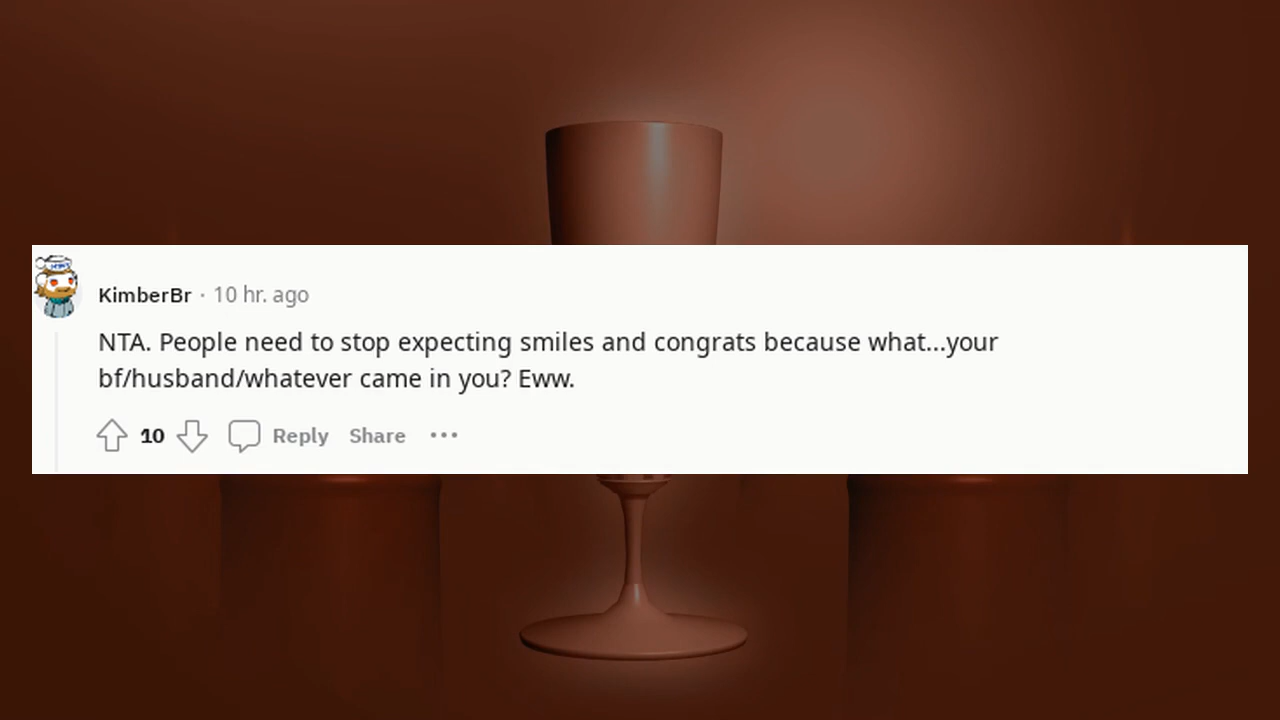 KimberBr · 10 hr. ago
NTA. People need to stop expecting smiles and congrats because what...your
bf/husband/whatever came in you? Eww.
10 Reply Share